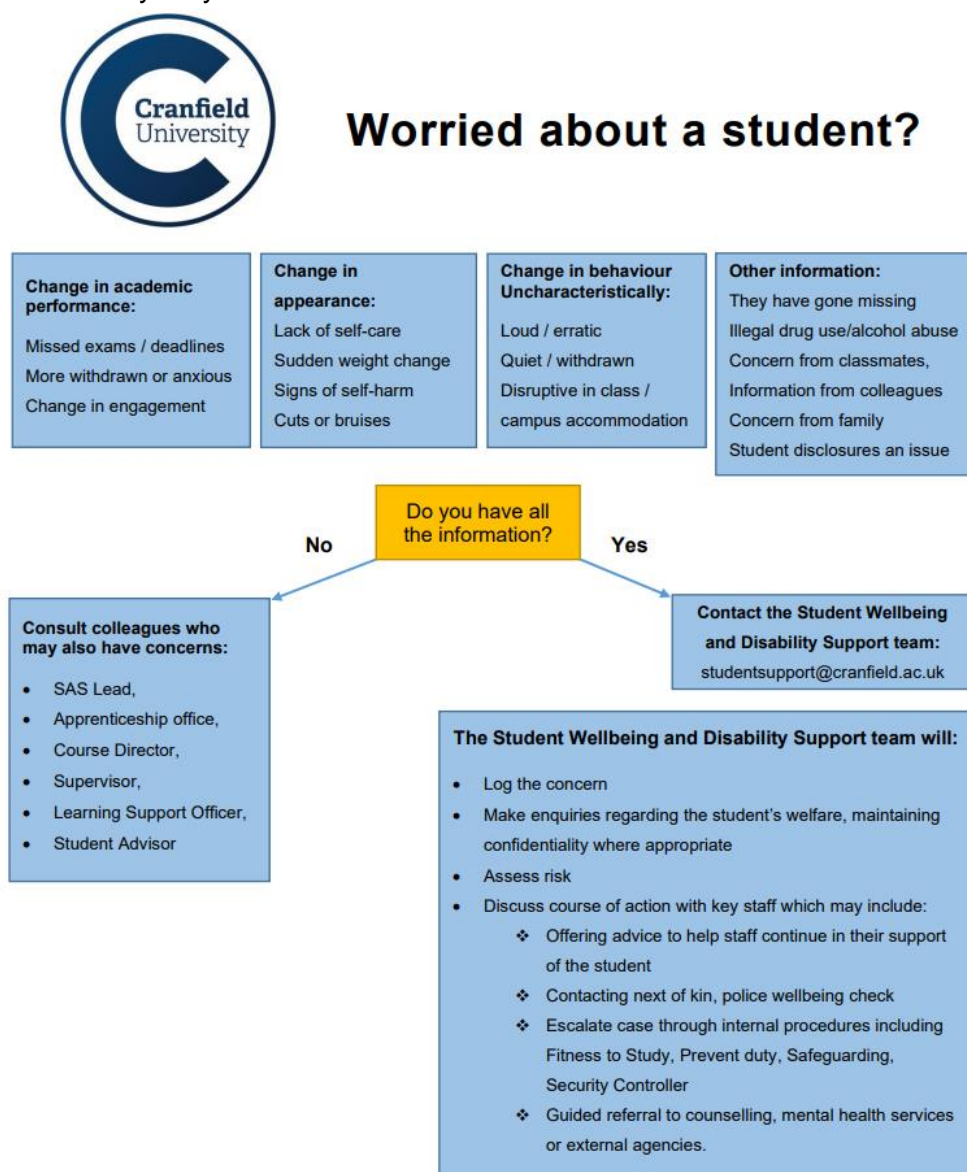 Cranfield
University
Worried about a student?
Change in academic
performance:
Missed exams / deadlines
More withdrawn or anxious
Change in engagement
Change in
appearance:
Lack of self-care
Sudden weight change
Signs of self-harm
Cuts or bruises
Change in behaviour
Uncharacteristically:
Loud / erratic
Quiet / withdrawn
Disruptive in class /
campus accommodation
Other information:
They have gone missing
Illegal drug use/alcohol abuse
Concern from classmates,
Information from colleagues
Concern from family
Student disclosures an issue
Do you have all
the information?
No
Yes
Consult colleagues who
may also have concerns:
• SAS Lead,
• Apprenticeship office,
• Course Director,
• Supervisor,
• Learning Support Officer,
• Student Advisor
Contact the Student Wellbeing
and Disability Support team:
studentsupport@cranfield.ac.uk
The Student Wellbeing and Disability Support team will:
• Log the concern
• Make enquiries regarding the student's welfare, maintaining
confidentiality where appropriate
• Assess risk
• Discuss course of action with key staff which may include:
❖ Offering advice to help staff continue in their support
of the student
❖ Contacting next of kin, police wellbeing check
❖ Escalate case through internal procedures including
Fitness to Study, Prevent duty, Safeguarding,
Security Controller
❖ Guided referral to counselling, mental health services
or external agencies.